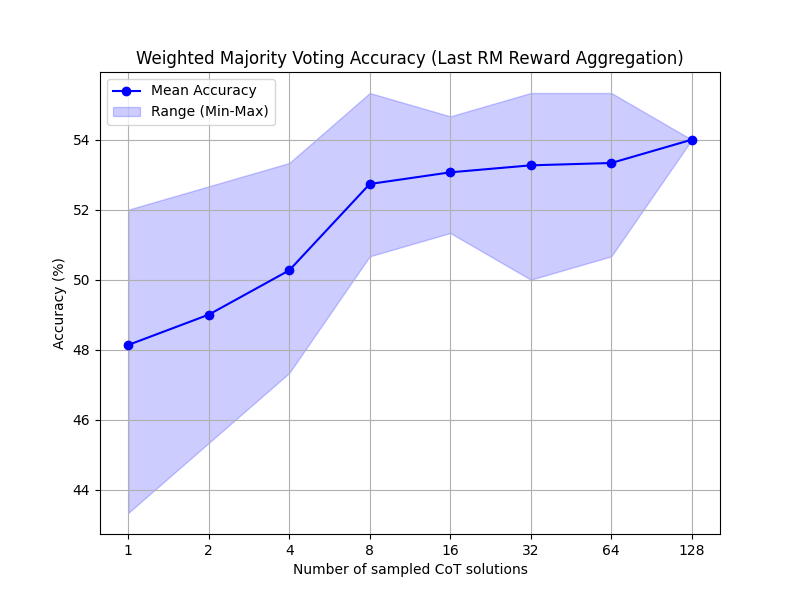 Weighted Majority Voting Accuracy (Last RM Reward Aggregation)
Mean Accuracy
Range (Min-Max)
54
52
50
48
46
44
Accuracy (%)
1 2 4 8 16 32 64 128
Number of sampled CoT solutions